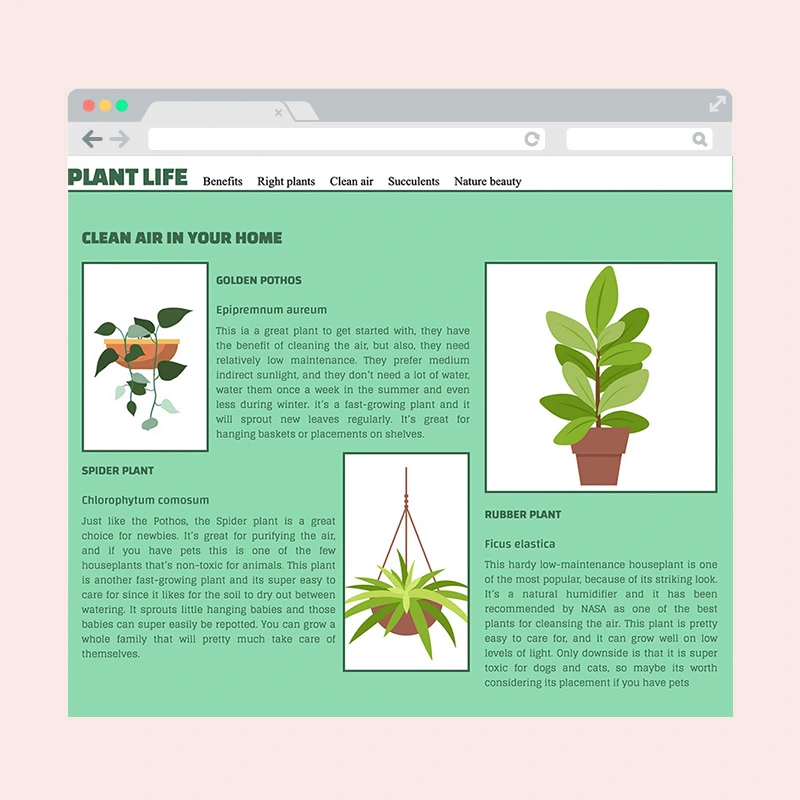 PLANT LIFE
Benefits Right plants Clean air Succulents Nature beauty
CLEAN AIR IN YOUR HOME
GOLDEN POTHOS
Epipremnum aureum
This ia a great plant to get started with, they have
the benefit of cleaning the air, but also, they need
relatively low maintenance. They prefer medium
indirect sunlight, and they don't need a lot of water,
water them once a week in the summer and even
less during winter. it's a fast-growing plant and it
will sprout new leaves regularly. It's great for
hanging baskets or placements on shelves.
SPIDER PLANT
Chlorophytum comosum
Just like the Pothos, the Spider plant is a great
choice for newbies. It's great for purifying the air,
and if you have pets this is one of the few
houseplants that's non-toxic for animals. This plant
is another fast-growing plant and its super easy to
care for since it likes for the soil to dry out between
watering. It sprouts little hanging babies and those
babies can super easily be repotted. You can grow a
whole family that will pretty much take care of
themselves.
RUBBER PLANT
Ficus elastica
This hardy low-maintenance houseplant is one
of the most popular, because of its striking look.
It's a natural humidifier and it has been
recommended by NASA as one of the best
plants for cleansing the air. This plant is pretty
easy to care for, and it can grow well on low
levels of light. Only downside is that it is super
toxic for dogs and cats, so maybe its worth
considering its placement if you have pets